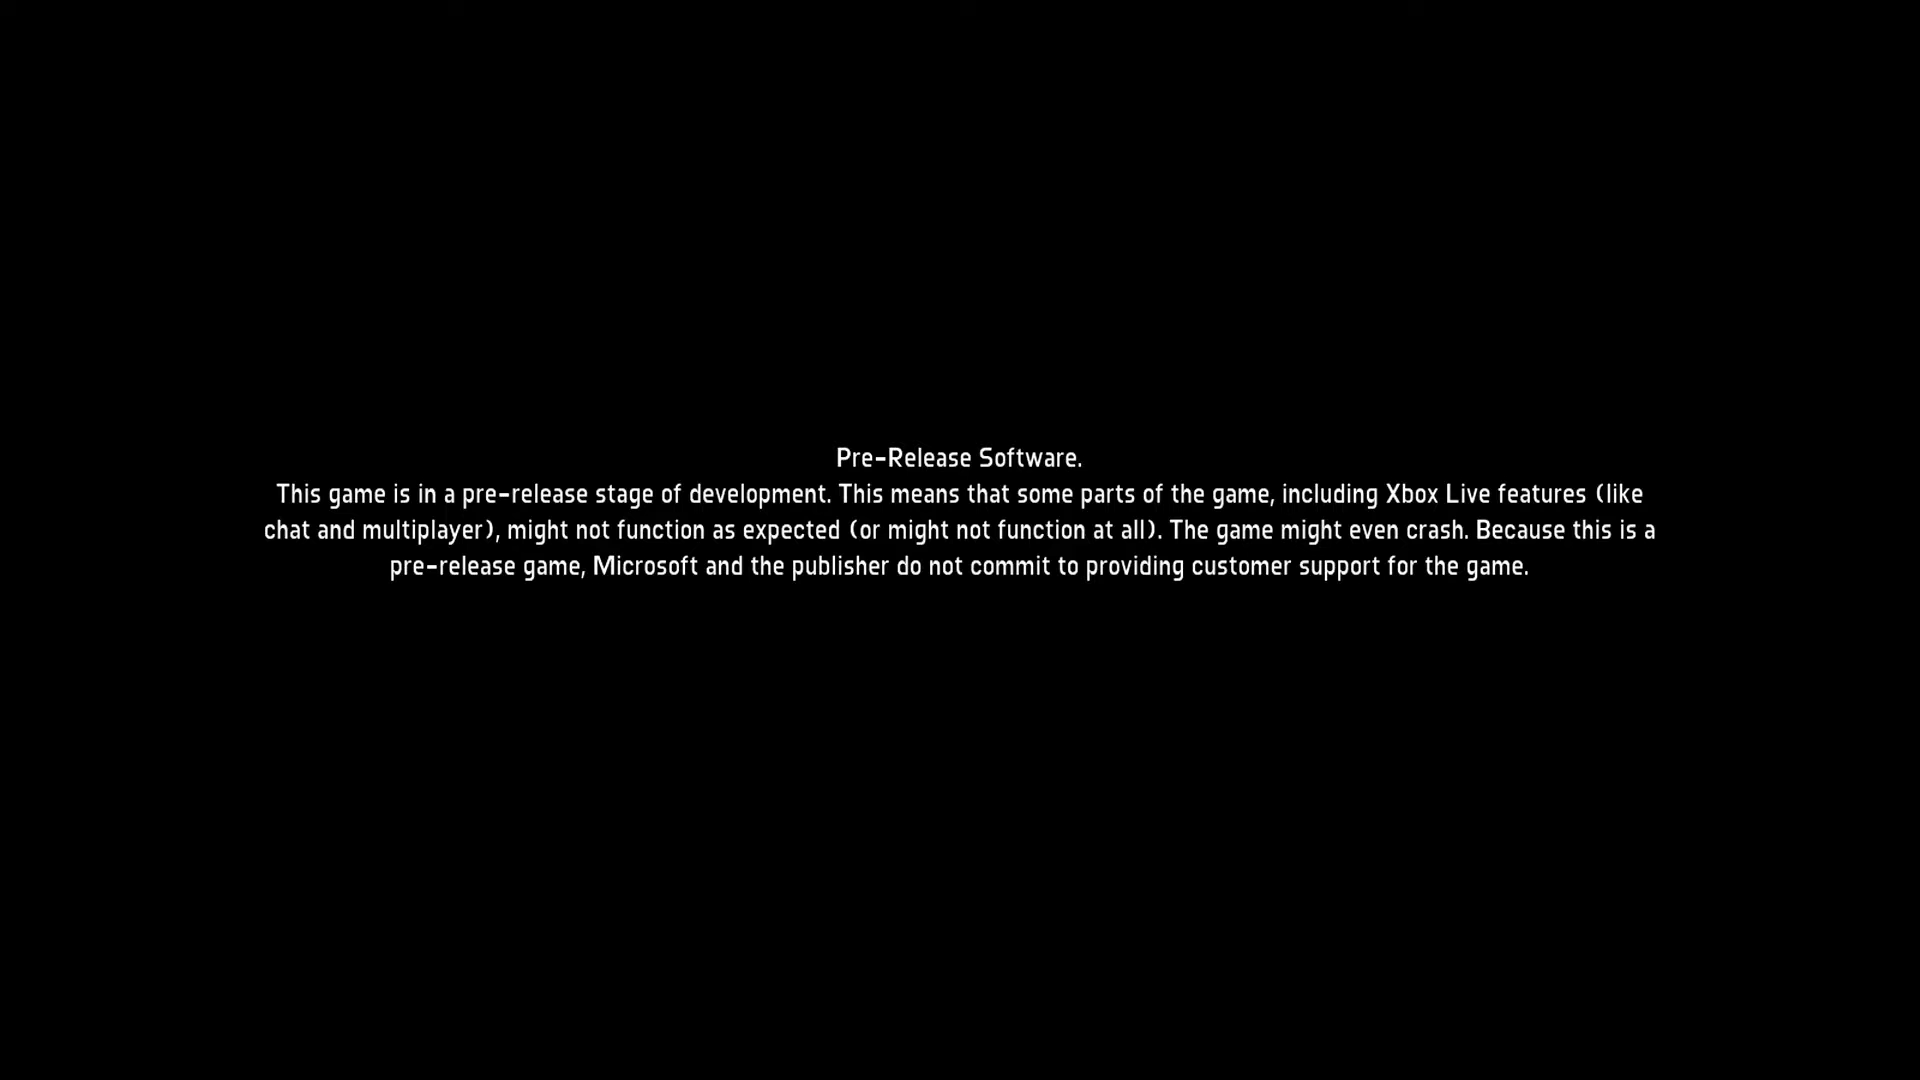 Pre-Release Software.
This game is in a pre-release stage of development. This means that some parts of the game, including Xbox Live features (like
chat and multiplayer), might not function as expected (or might not function at all). The game might even crash. Because this is a
pre-release game, Microsoft and the publisher do not commit to providing customer support for the game.